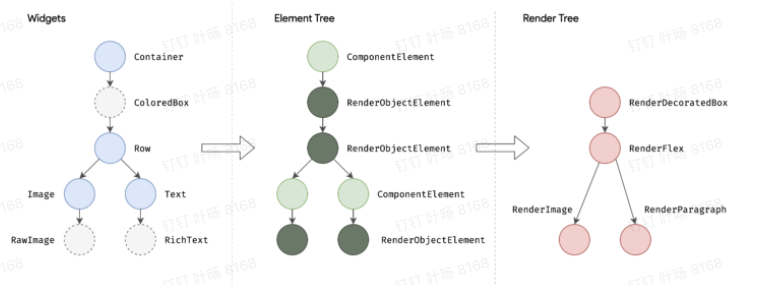 Widgets
Element Tree
Render Tree
Container
ComponentElement
ColoredBox
RenderObjectElement
RenderDecoratedBox
Row
RenderObjectElement
RenderFlex
Image
Text
ComponentElement
RenderImage
RenderParagraph
RawImage
RichText
RenderObjectElement
钉钉 叶旸 8168